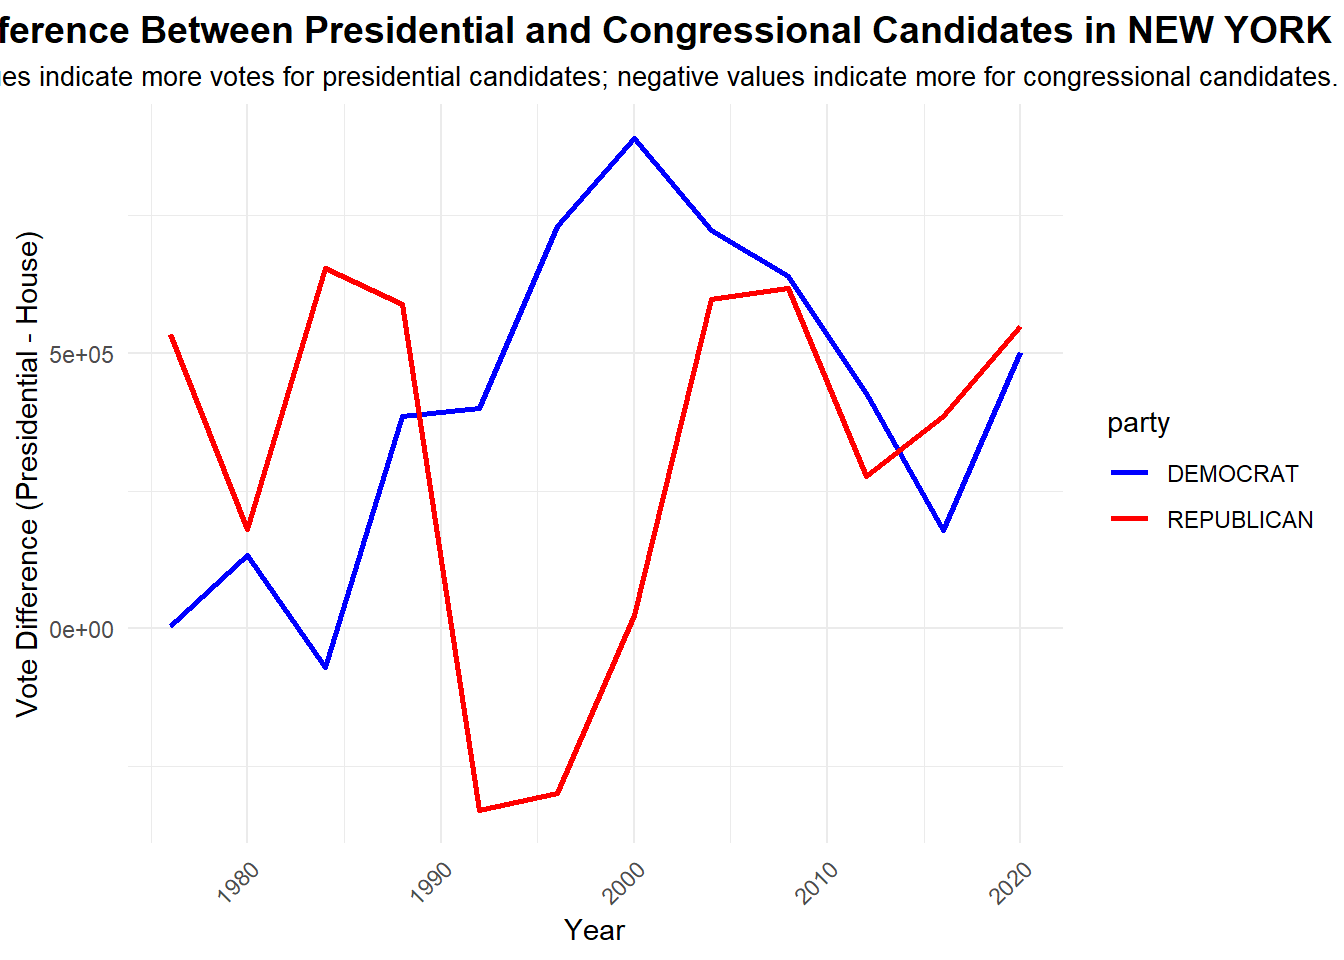 ference Between Presidential and Congressional Candidates in NEW YORK
es indicate more votes for presidential candidates; negative values indicate more for congressional candidates.
Vote Difference (Presidential - House)
5e+05
0e+00
1980
1990
2000
2010
2020
Year
party
DEMOCRAT
REPUBLICAN